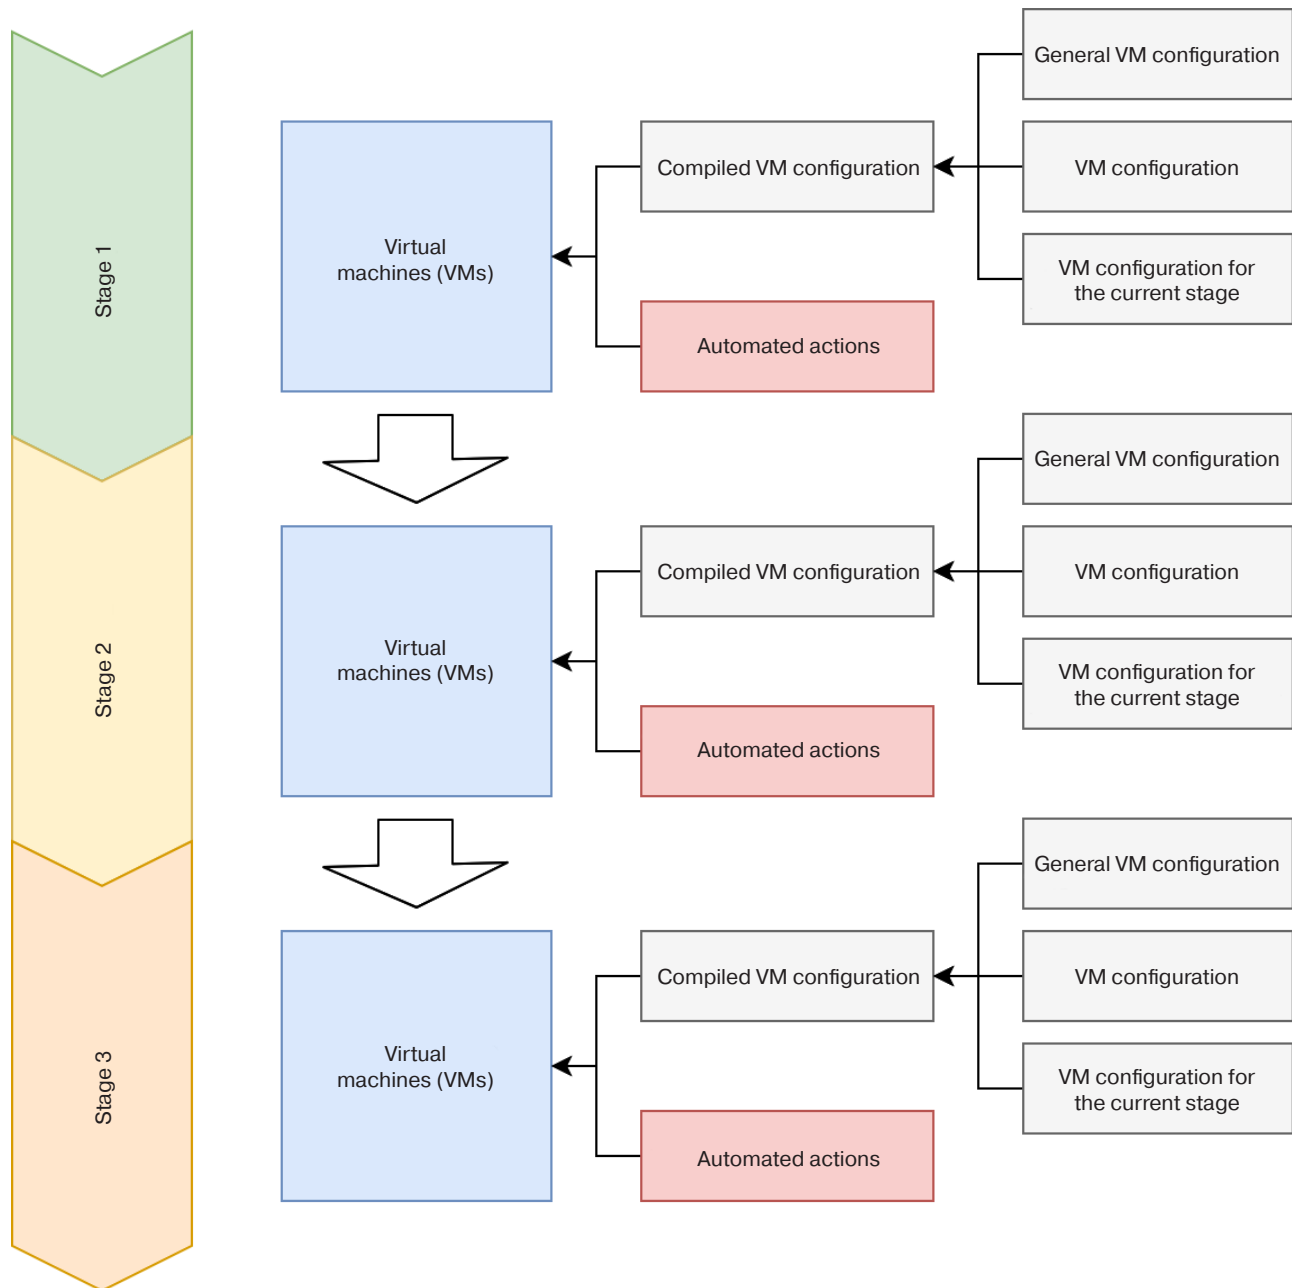 Stage 1
General VM configuration
Compiled VM configuration
VM configuration
Virtual
machines (VMs)
VM configuration for
the current stage
Automated actions
Stage 2
General VM configuration
Compiled VM configuration
VM configuration
Virtual
machines (VMs)
VM configuration for
the current stage
Automated actions
Stage 3
General VM configuration
Compiled VM configuration
VM configuration
Virtual
machines (VMs)
VM configuration for
the current stage
Automated actions